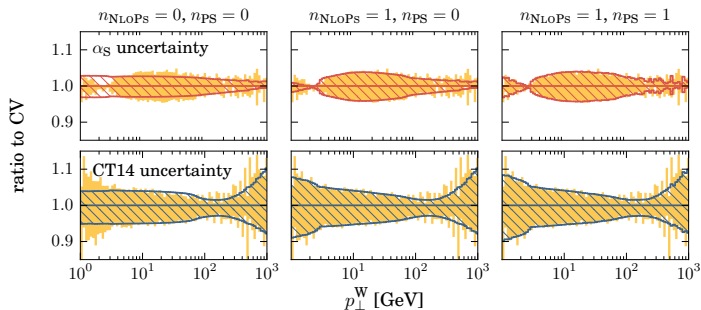 n_NLOPS = 0, n_PS = 0 n_NLOPS = 1, n_PS = 0 n_NLOPS = 1, n_PS = 1
α_S uncertainty
1.1
1.0
0.9
ratio to CV
CT14 uncertainty
1.1
1.0
0.9
10^0 10^1 10^2 10^3 10^1 10^2 10^3 10^1 10^2 10^3
p_⊥^W [GeV]